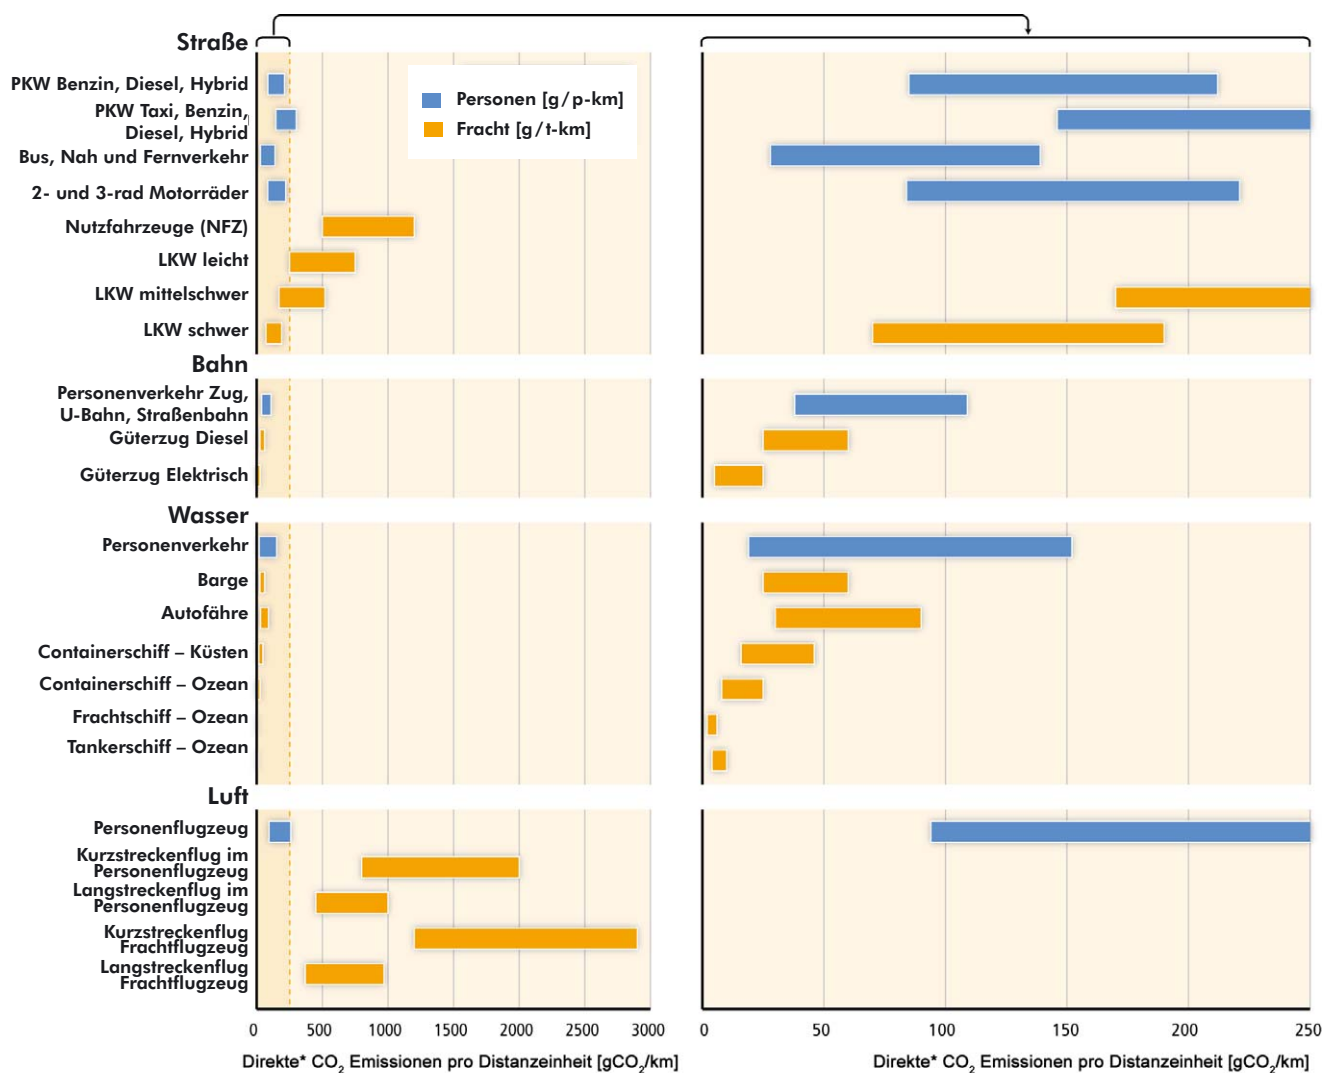 Straße
PKW Benzin, Diesel, Hybrid
PKW Taxi, Benzin,
Diesel, Hybrid
Bus, Nah und Fernverkehr
2- und 3-rad Motorräder
Nutzfahrzeuge (NFZ)
LKW leicht
LKW mittelschwer
LKW schwer
Personen [g/p-km]
Fracht [g/t-km]
Bahn
Personenverkehr Zug,
U-Bahn, Straßenbahn
Güterzug Diesel
Güterzug Elektrisch
Wasser
Personenverkehr
Barge
Autofähre
Containerschiff – Küsten
Containerschiff – Ozean
Frachtschiff – Ozean
Tankerschiff – Ozean
Luft
Personenflugzeug
Kurzstreckenflug im
Personenflugzeug
Langstreckenflug im
Personenflugzeug
Kurzstreckenflug
Frachtflugzeug
Langstreckenflug
Frachtflugzeug
0 500 1000 1500 2000 2500 3000
Direkte* CO₂ Emissionen pro Distanzeinheit [gCO₂/km]
0 50 100 150 200 250
Direkte* CO₂ Emissionen pro Distanzeinheit [gCO₂/km]